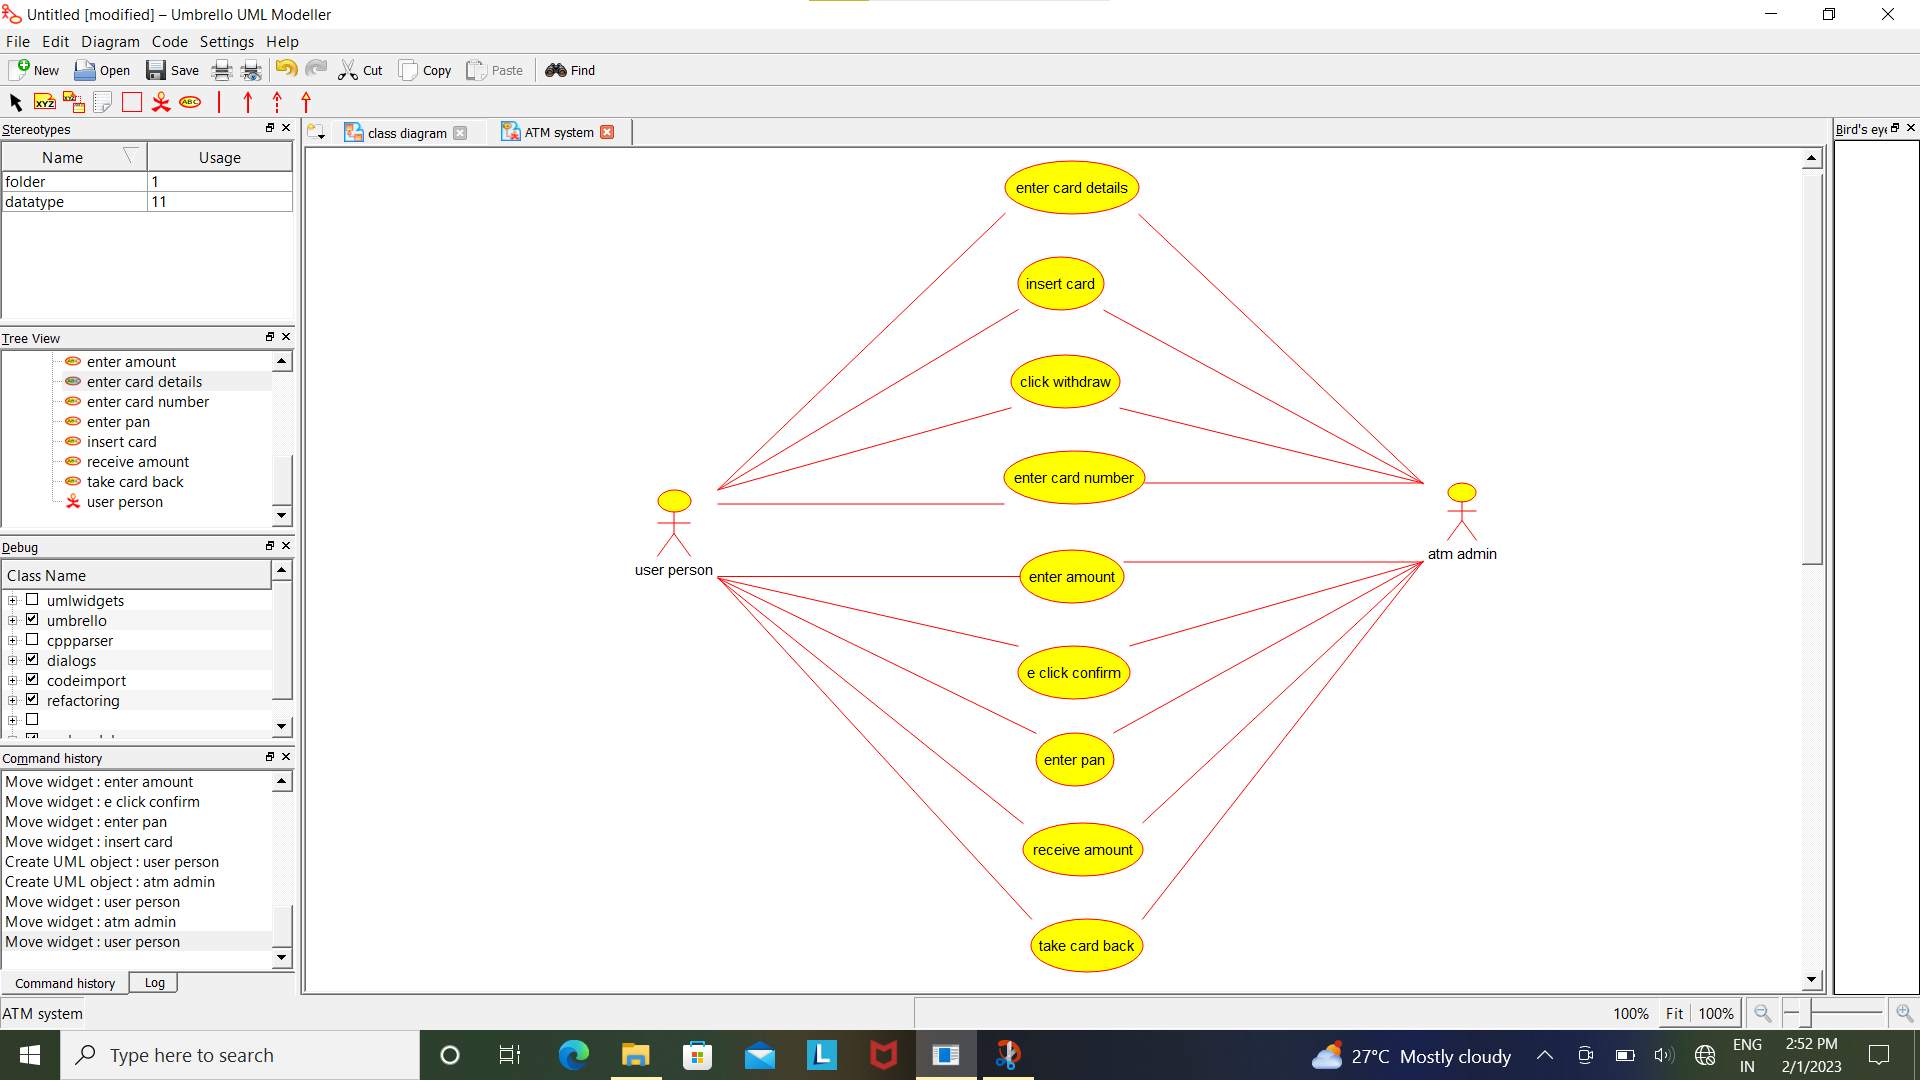 Untitled [modified] – Umbrello UML Modeller
File Edit Diagram Code Settings Help
New Open Save Cut Copy Paste Find
XYZ XYZ ABC
Stereotypes
Name Usage
folder 1
datatype 11
Tree View
enter amount
enter card details
enter card number
enter pan
insert card
receive amount
take card back
user person
Debug
Class Name
umlwidgets
umbrello
cppparser
dialogs
codeimport
refactoring
Command history
Move widget : enter amount
Move widget : e click confirm
Move widget : enter pan
Move widget : insert card
Create UML object : user person
Create UML object : atm admin
Move widget : user person
Move widget : atm admin
Move widget : user person
Command history Log
class diagram ATM system
enter card details
insert card
click withdraw
enter card number
user person
atm admin
enter amount
e click confirm
enter pan
receive amount
take card back
Bird's eye
ATM system
100% Fit 100%
Type here to search
L
27°C Mostly cloudy
ENG
IN
2:52 PM
2/1/2023